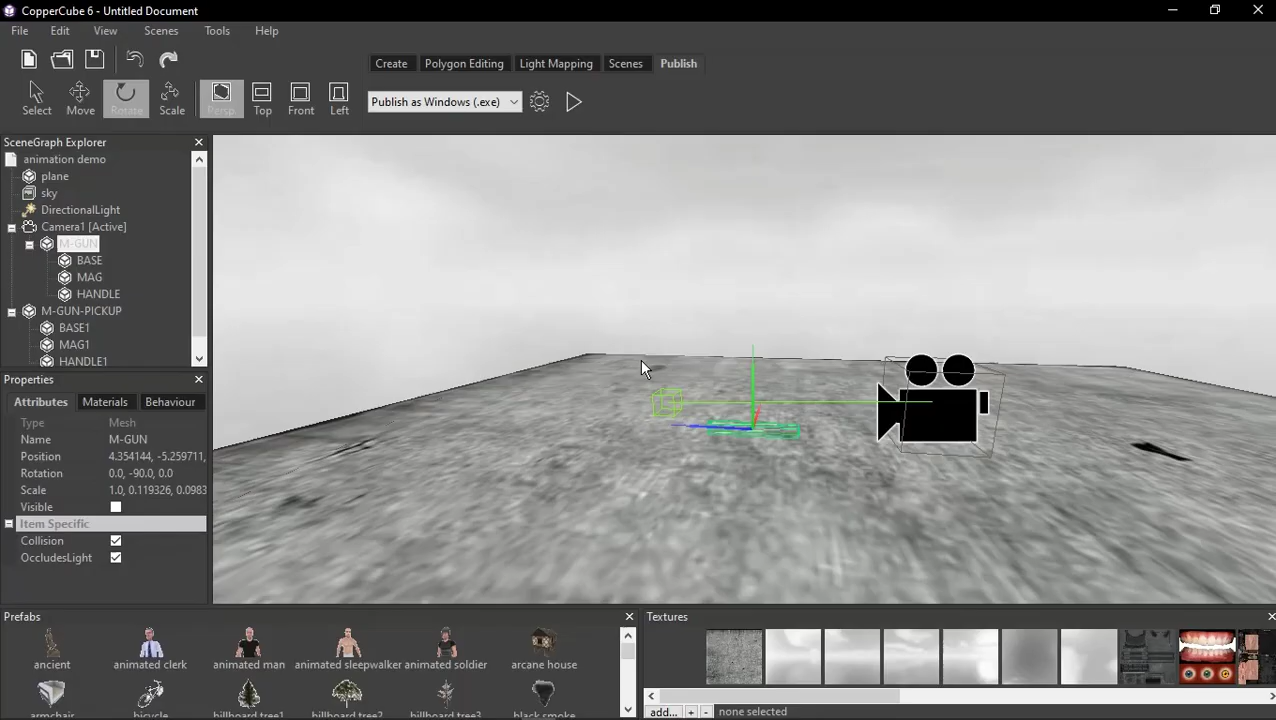 CopperCube 6 - Untitled Document
File Edit View Scenes Tools Help
Create Polygon Editing Light Mapping Scenes Publish
Select Move Rotate Scale Persp. Top Front Left
Publish as Windows (.exe)
SceneGraph Explorer
animation demo
plane
sky
DirectionalLight
Camera1 [Active]
M-GUN
BASE
MAG
HANDLE
M-GUN-PICKUP
BASE1
MAG1
HANDLE1
Properties
Attributes Materials Behaviour
Type Mesh
Name M-GUN
Position 4.354144, -5.259711,
Rotation 0.0, -90.0, 0.0
Scale 1.0, 0.119326, 0.0983
Visible
Item Specific
Collision
OccludesLight
Prefabs
ancient animated clerk animated man animated sleepwalker animated soldier arcane house
armchair bicycle billboard tree1 billboard tree2 billboard tree3 black smoke
Textures
add... + - none selected